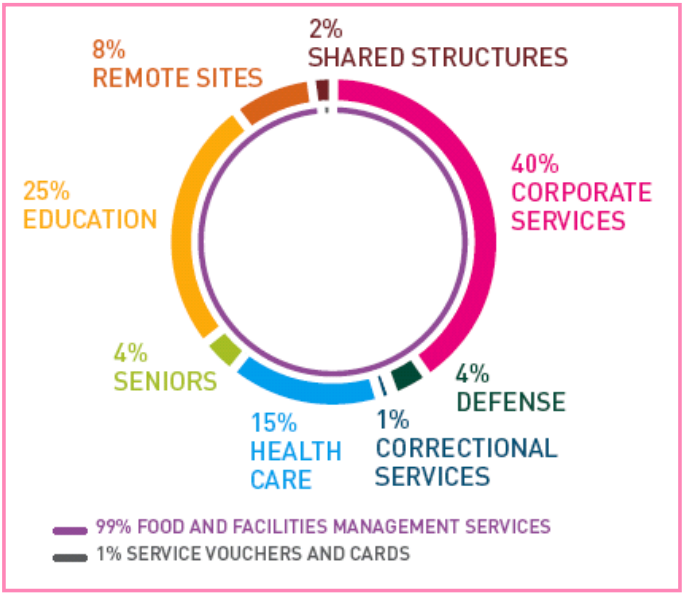 2%
SHARED STRUCTURES
8%
REMOTE SITES
40%
CORPORATE
SERVICES
25%
EDUCATION
4%
SENIORS
4%
DEFENSE
15%
HEALTH
CARE
1%
CORRECTIONAL
SERVICES
99% FOOD AND FACILITIES MANAGEMENT SERVICES
1% SERVICE VOUCHERS AND CARDS